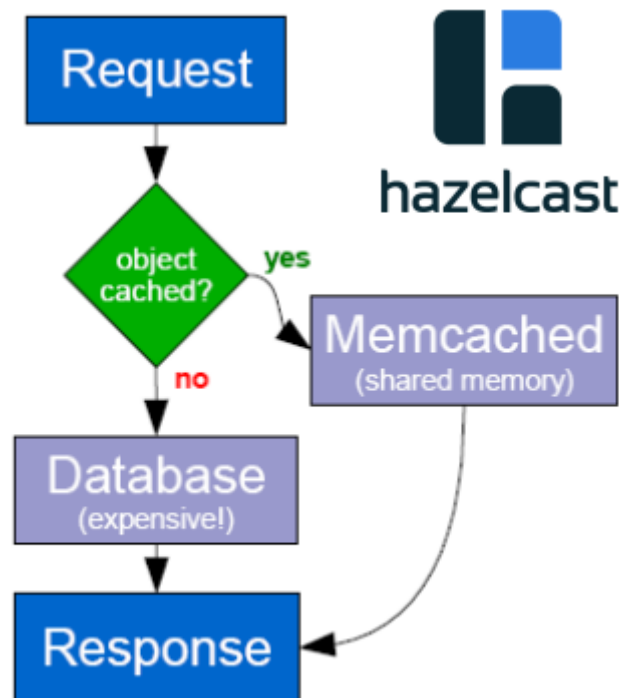 Request
hazelcast
object
cached?
yes
Memcached
(shared memory)
no
Database
(expensive!)
Response